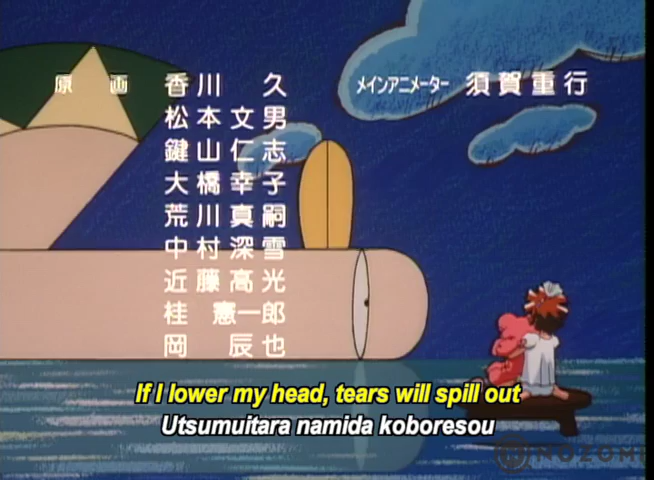 原画 香川 久 メインアニメーター 須賀重行
松本文男
鍵山仁志
大橋幸子
荒川真嗣
中村深雪
近藤高光
桂 憲一郎
岡 辰也
If I lower my head, tears will spill out
Utsumuitara namida koboresou
NOZOMI